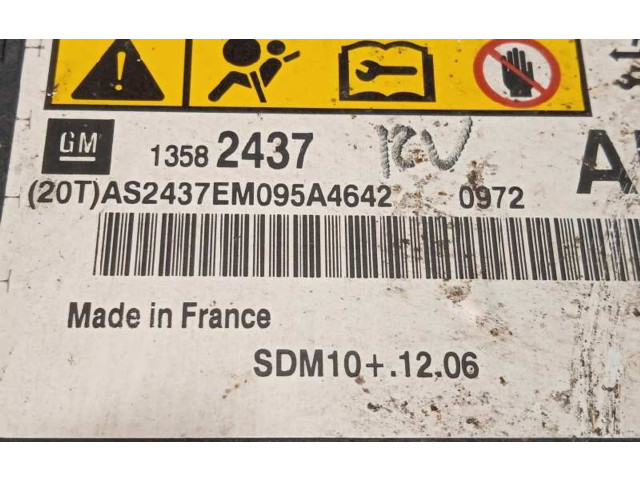 GM 1358 2437
(20T)AS2437EM095A4642 0972
Made in France
SDM10+.12.06